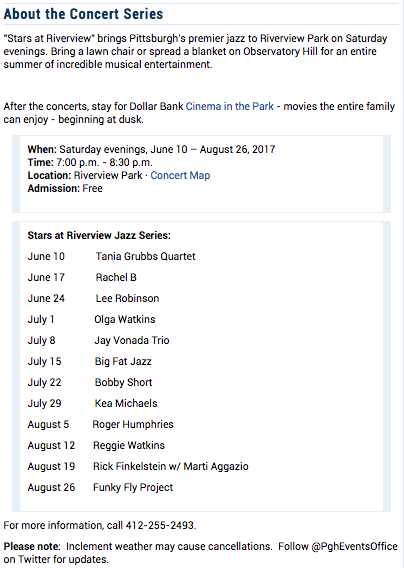 About the Concert Series
"Stars at Riverview" brings Pittsburgh's premier jazz to Riverview Park on Saturday
evenings. Bring a lawn chair or spread a blanket on Observatory Hill for an entire
summer of incredible musical entertainment.
After the concerts, stay for Dollar Bank Cinema in the Park - movies the entire family
can enjoy - beginning at dusk.
When: Saturday evenings, June 10 – August 26, 2017
Time: 7:00 p.m. - 8:30 p.m.
Location: Riverview Park · Concert Map
Admission: Free
Stars at Riverview Jazz Series:
June 10 Tania Grubbs Quartet
June 17 Rachel B
June 24 Lee Robinson
July 1 Olga Watkins
July 8 Jay Vonada Trio
July 15 Big Fat Jazz
July 22 Bobby Short
July 29 Kea Michaels
August 5 Roger Humphries
August 12 Reggie Watkins
August 19 Rick Finkelstein w/ Marti Aggazio
August 26 Funky Fly Project
For more information, call 412-255-2493.
Please note: Inclement weather may cause cancellations. Follow @PghEventsOffice
on Twitter for updates.